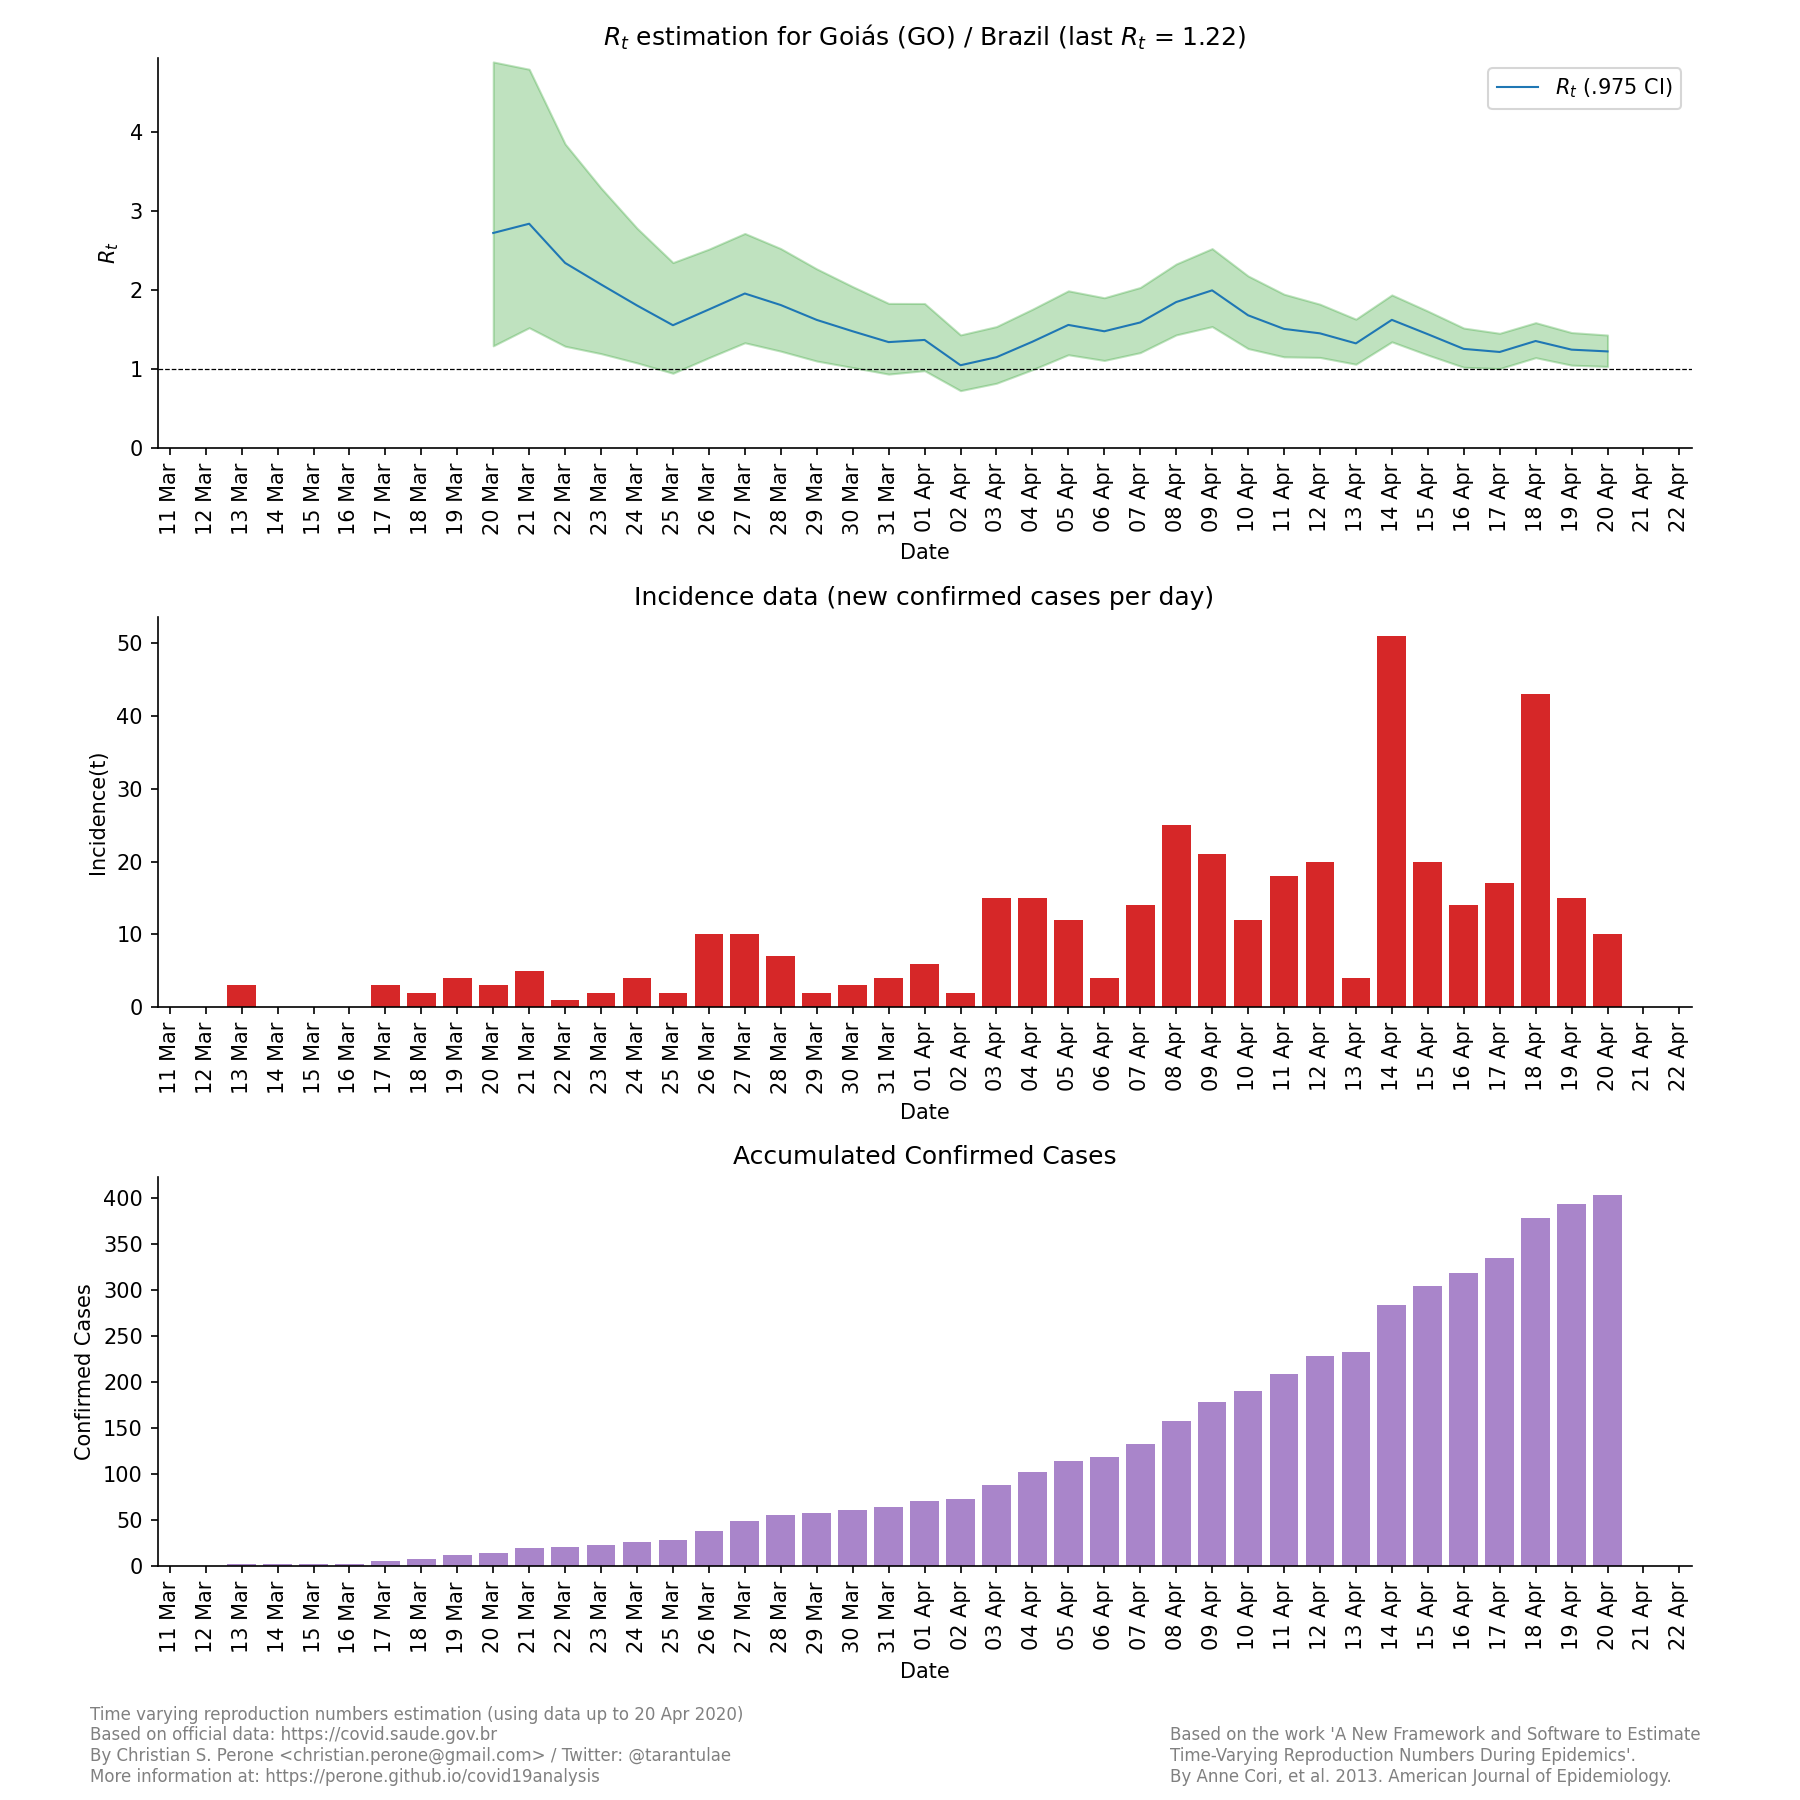 Rt estimation for Goiás (GO) / Brazil (last Rt = 1.22)
Rt (.975 CI)
Rt
4
3
2
1
0
11 Mar 12 Mar 13 Mar 14 Mar 15 Mar 16 Mar 17 Mar 18 Mar 19 Mar 20 Mar 21 Mar 22 Mar 23 Mar 24 Mar 25 Mar 26 Mar 27 Mar 28 Mar 29 Mar 30 Mar 31 Mar 01 Apr 02 Apr 03 Apr 04 Apr 05 Apr 06 Apr 07 Apr 08 Apr 09 Apr 10 Apr 11 Apr 12 Apr 13 Apr 14 Apr 15 Apr 16 Apr 17 Apr 18 Apr 19 Apr 20 Apr 21 Apr 22 Apr
Date
Incidence data (new confirmed cases per day)
Incidence(t)
50
40
30
20
10
0
11 Mar 12 Mar 13 Mar 14 Mar 15 Mar 16 Mar 17 Mar 18 Mar 19 Mar 20 Mar 21 Mar 22 Mar 23 Mar 24 Mar 25 Mar 26 Mar 27 Mar 28 Mar 29 Mar 30 Mar 31 Mar 01 Apr 02 Apr 03 Apr 04 Apr 05 Apr 06 Apr 07 Apr 08 Apr 09 Apr 10 Apr 11 Apr 12 Apr 13 Apr 14 Apr 15 Apr 16 Apr 17 Apr 18 Apr 19 Apr 20 Apr 21 Apr 22 Apr
Date
Accumulated Confirmed Cases
Confirmed Cases
400
350
300
250
200
150
100
50
0
11 Mar 12 Mar 13 Mar 14 Mar 15 Mar 16 Mar 17 Mar 18 Mar 19 Mar 20 Mar 21 Mar 22 Mar 23 Mar 24 Mar 25 Mar 26 Mar 27 Mar 28 Mar 29 Mar 30 Mar 31 Mar 01 Apr 02 Apr 03 Apr 04 Apr 05 Apr 06 Apr 07 Apr 08 Apr 09 Apr 10 Apr 11 Apr 12 Apr 13 Apr 14 Apr 15 Apr 16 Apr 17 Apr 18 Apr 19 Apr 20 Apr 21 Apr 22 Apr
Date
Time varying reproduction numbers estimation (using data up to 20 Apr 2020)
Based on official data: https://covid.saude.gov.br
By Christian S. Perone <christian.perone@gmail.com> / Twitter: @tarantulae
More information at: https://perone.github.io/covid19analysis
Based on the work 'A New Framework and Software to Estimate
Time-Varying Reproduction Numbers During Epidemics'.
By Anne Cori, et al. 2013. American Journal of Epidemiology.